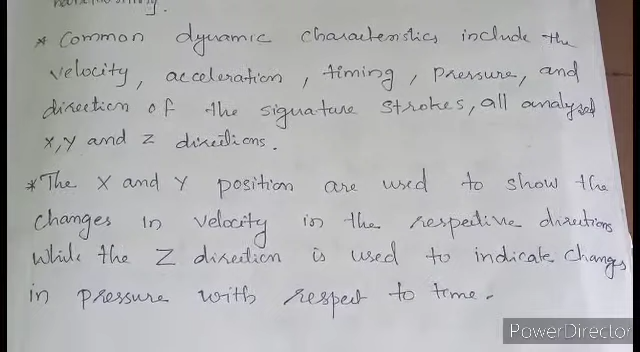 * Common dynamic characteristics include the
velocity, acceleration, timing, pressure, and
direction of the signature strokes, all analysed
X, Y and Z directions.
* The X and Y position are used to show the
changes in velocity in the respective directions
while the Z direction is used to indicate changes
in pressure with respect to time.
PowerDirector